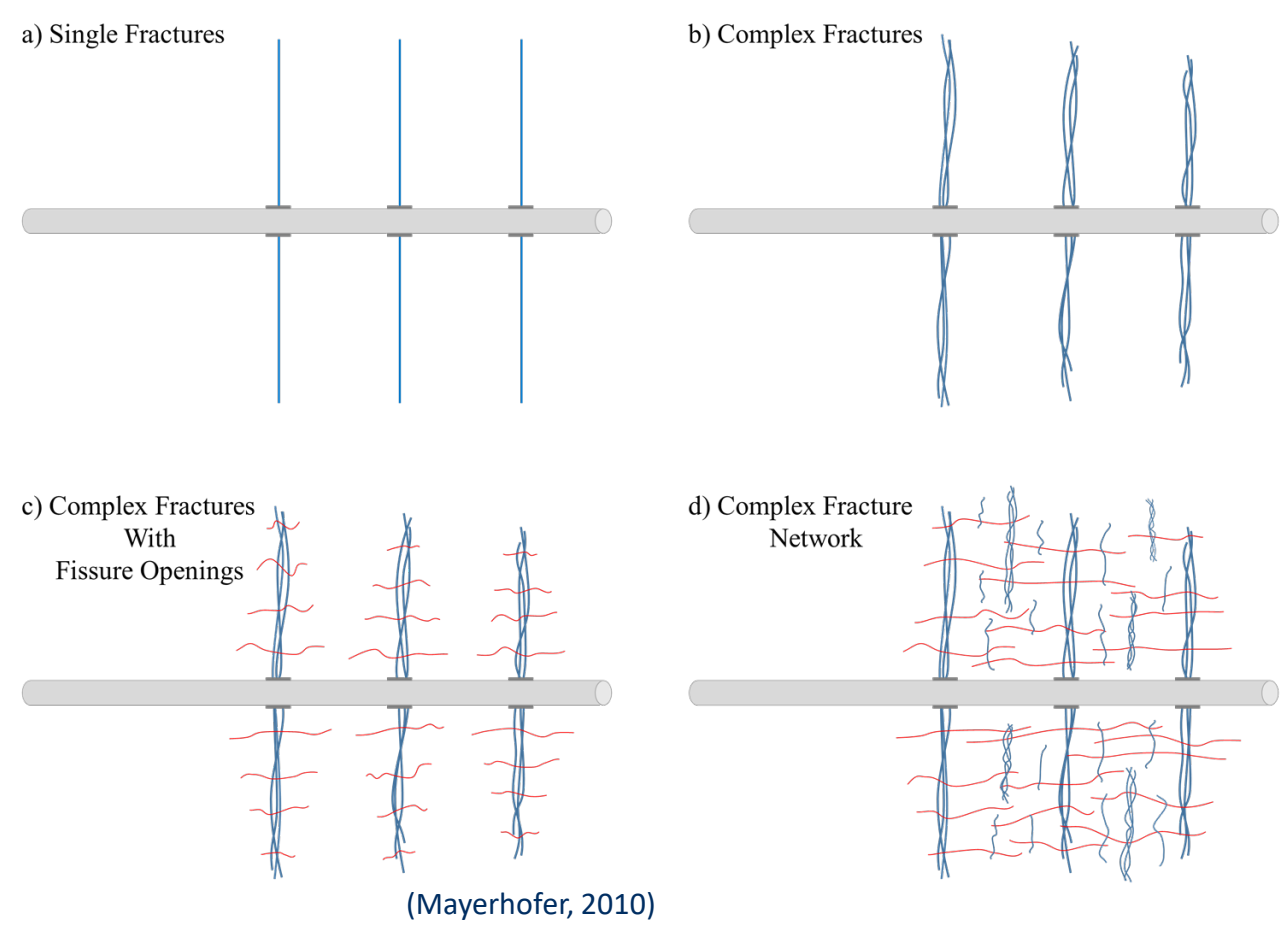 a) Single Fractures
b) Complex Fractures
c) Complex Fractures
With
Fissure Openings
d) Complex Fracture
Network
(Mayerhofer, 2010)